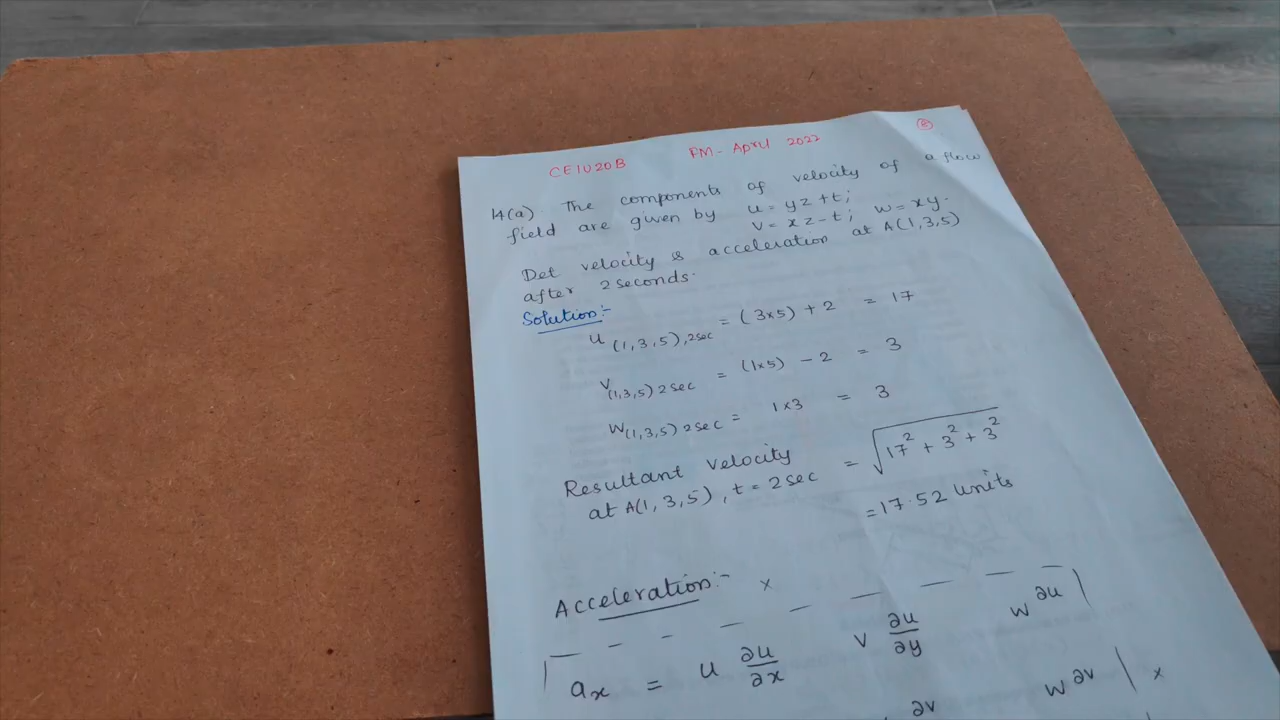 CE1U20B FM - April 2022 (8)
14(a) The components of velocity of a flow
field are given by u = yz + t;
v = xz - t; w = xy.
Det velocity & acceleration at A(1,3,5)
after 2 seconds.
Solution:-
u (1,3,5), 2sec = (3x5) + 2 = 17
v (1,3,5) 2sec = (1x5) - 2 = 3
w (1,3,5) 2sec = 1x3 = 3
Resultant Velocity
at A(1, 3, 5), t = 2 sec = √17² + 3² + 3²
= 17.52 units
Acceleration:- x
ax = u ∂u/∂x v ∂u/∂y w ∂u
∂v w ∂v x